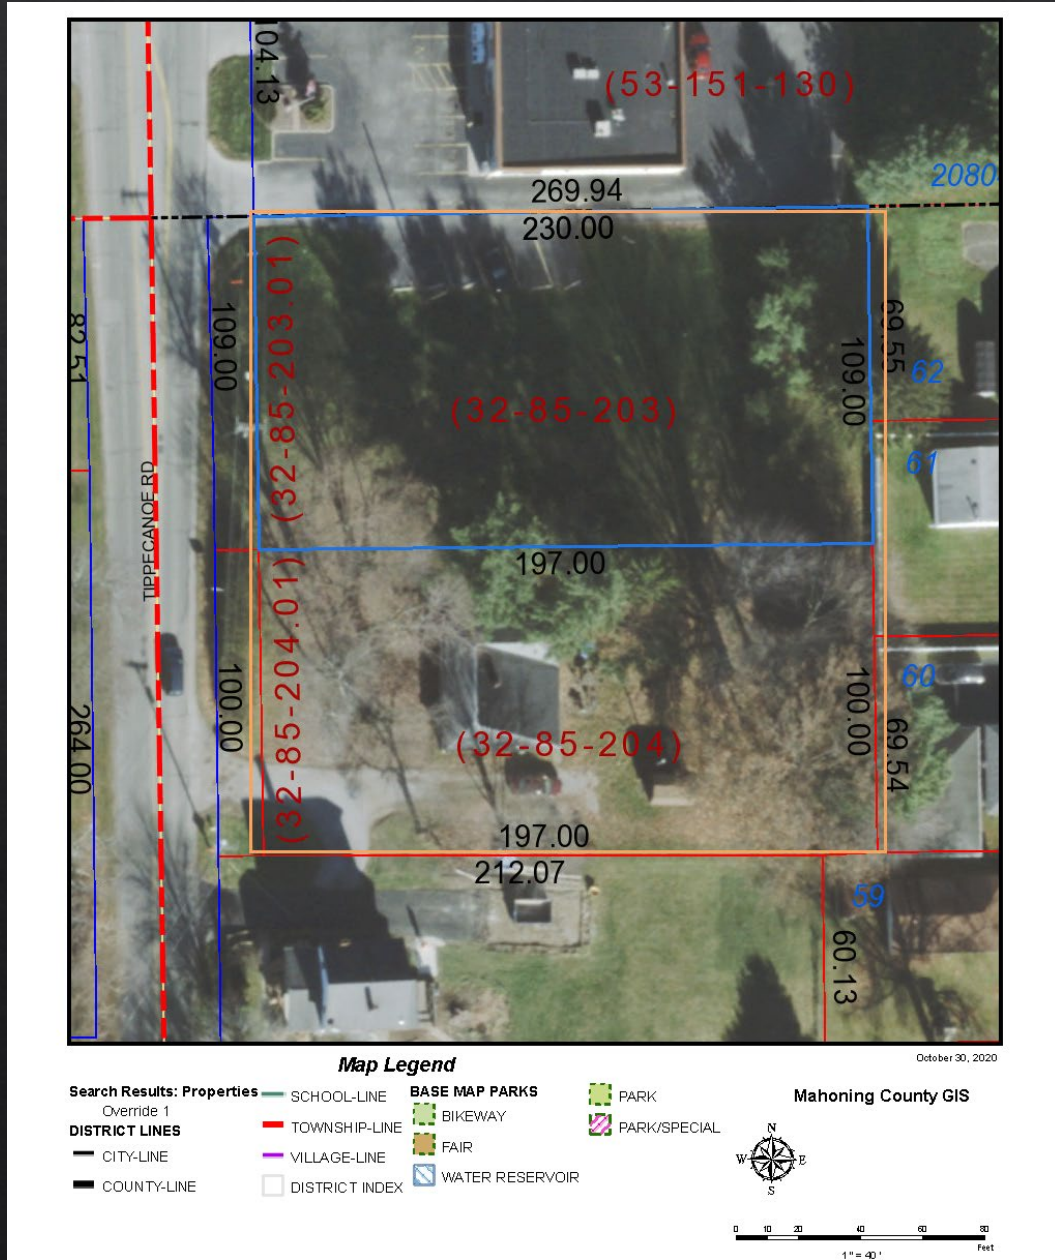 104.13
(53-151-130)
2080
269.94
230.00
82.51
109.00
(32-85-203.01)
(32-85-203)
109.00
69.55
62
61
TIPPECANOE RD
197.00
264.00
100.00
(32-85-204.01)
(32-85-204)
100.00
69.54
60
197.00
212.07
59
60.13
October 30, 2020
Map Legend
Search Results: Properties
Override 1
DISTRICT LINES
CITY-LINE
COUNTY-LINE
SCHOOL-LINE
TOWNSHIP-LINE
VILLAGE-LINE
DISTRICT INDEX
BASE MAP PARKS
BIKEWAY
FAIR
WATER RESERVOIR
PARK
PARK/SPECIAL
Mahoning County GIS
N
W E
S
0 10 20 40 60 80
Feet
1" = 40 '